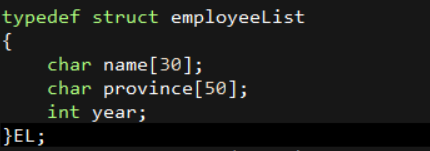 typedef struct employeeList
{
    char name[30];
    char province[50];
    int year;
}EL;